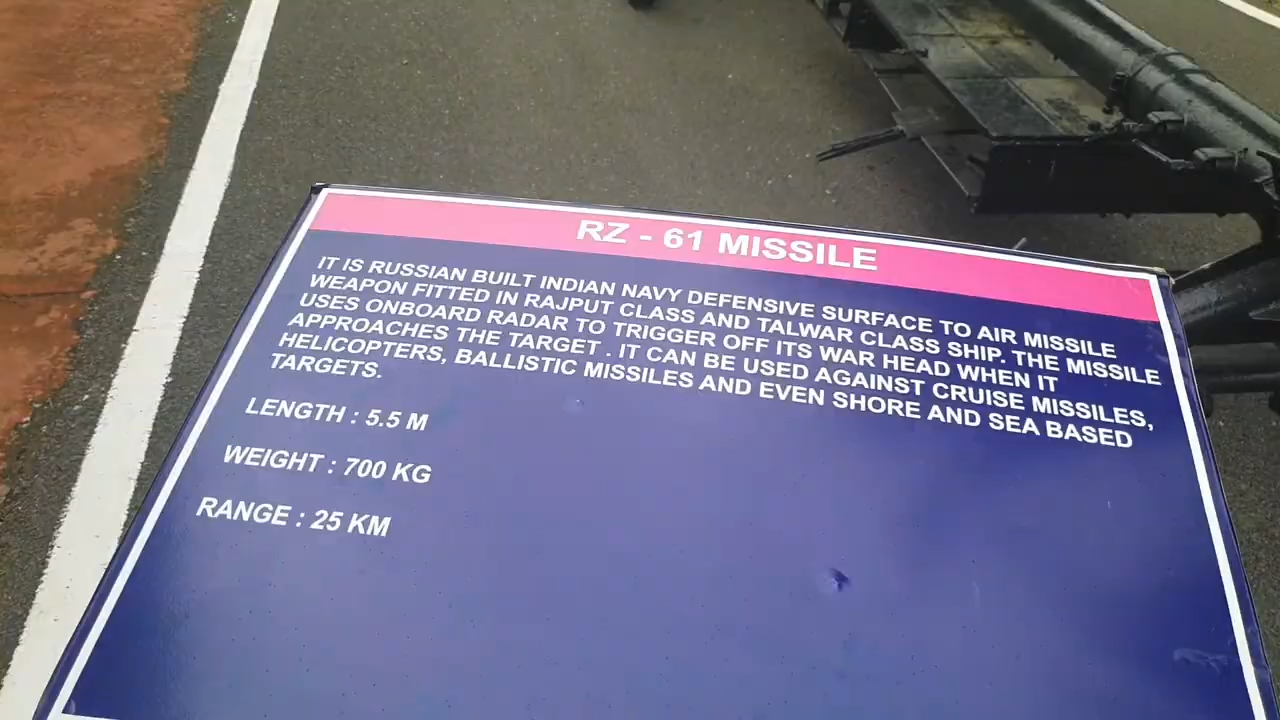 RZ - 61 MISSILE
IT IS RUSSIAN BUILT INDIAN NAVY DEFENSIVE SURFACE TO AIR MISSILE
WEAPON FITTED IN RAJPUT CLASS AND TALWAR CLASS SHIP. THE MISSILE
USES ONBOARD RADAR TO TRIGGER OFF ITS WAR HEAD WHEN IT
APPROACHES THE TARGET . IT CAN BE USED AGAINST CRUISE MISSILES,
HELICOPTERS, BALLISTIC MISSILES AND EVEN SHORE AND SEA BASED
TARGETS.
LENGTH : 5.5 M
WEIGHT : 700 KG
RANGE : 25 KM